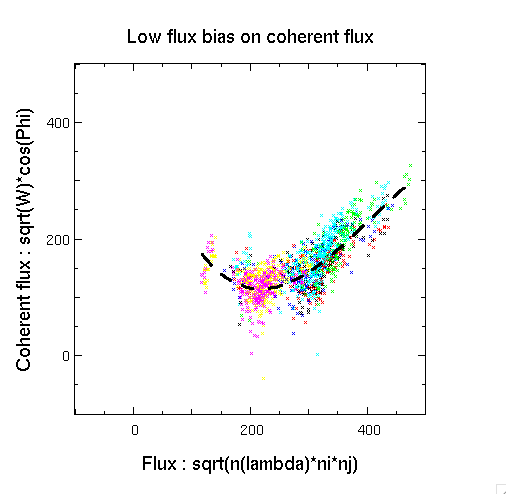 Low flux bias on coherent flux
Coherent flux : sqrt(W)*cos(Phi)
400
200
0
0 200 400
Flux : sqrt(n(lambda)*ni*nj)